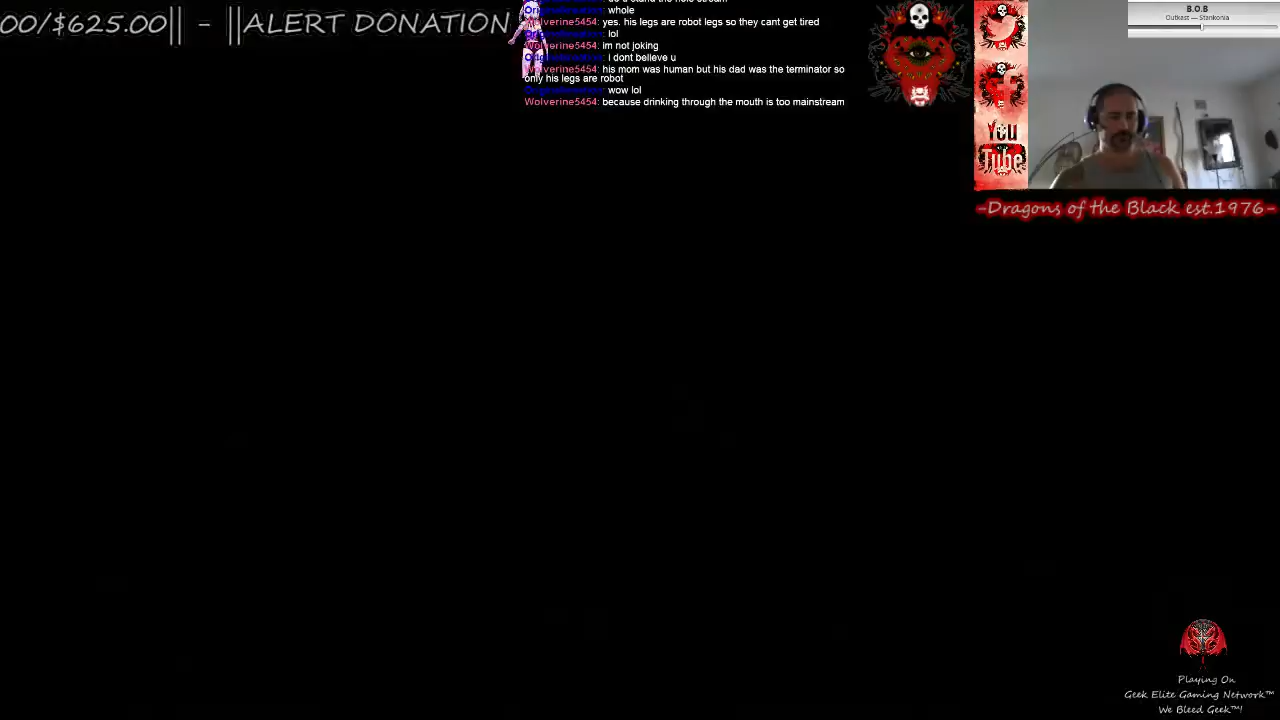 00/$625.00|| - ||ALERT DONATION
whole
Wolverine5454: yes. his legs are robot legs so they cant get tired
lol
Wolverine5454: im not joking
i dont believe u
Wolverine5454: his mom was human but his dad was the terminator so
only his legs are robot
wow lol
Wolverine5454: because drinking through the mouth is too mainstream
You
Tube
B.O.B
Outkast — Stankonia
-Dragons of the Black est.1976-
Playing On
Geek Elite Gaming Network™
We Bleed Geek™!